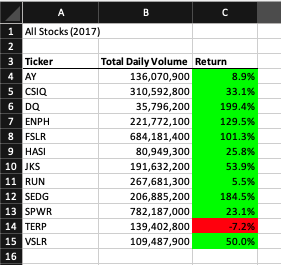 A B C
1 All Stocks (2017)
2
3 Ticker Total Daily Volume Return
4 AY 136,070,900 8.9%
5 CSIQ 310,592,800 33.1%
6 DQ 35,796,200 199.4%
7 ENPH 221,772,100 129.5%
8 FSLR 684,181,400 101.3%
9 HASI 80,949,300 25.8%
10 JKS 191,632,200 53.9%
11 RUN 267,681,300 5.5%
12 SEDG 206,885,200 184.5%
13 SPWR 782,187,000 23.1%
14 TERP 139,402,800 -7.2%
15 VSLR 109,487,900 50.0%
16